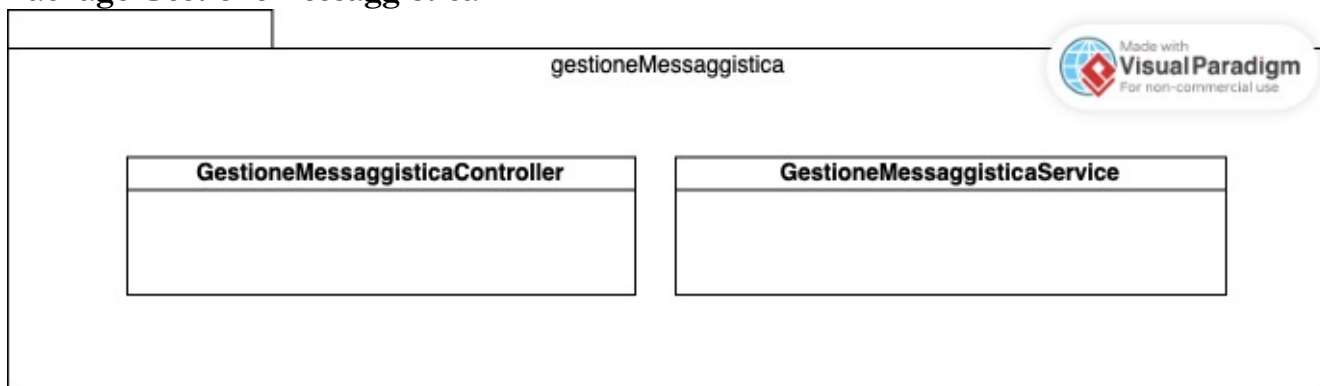 gestioneMessaggistica
Made with
Visual Paradigm
For non-commercial use
GestioneMessaggisticaController
GestioneMessaggisticaService